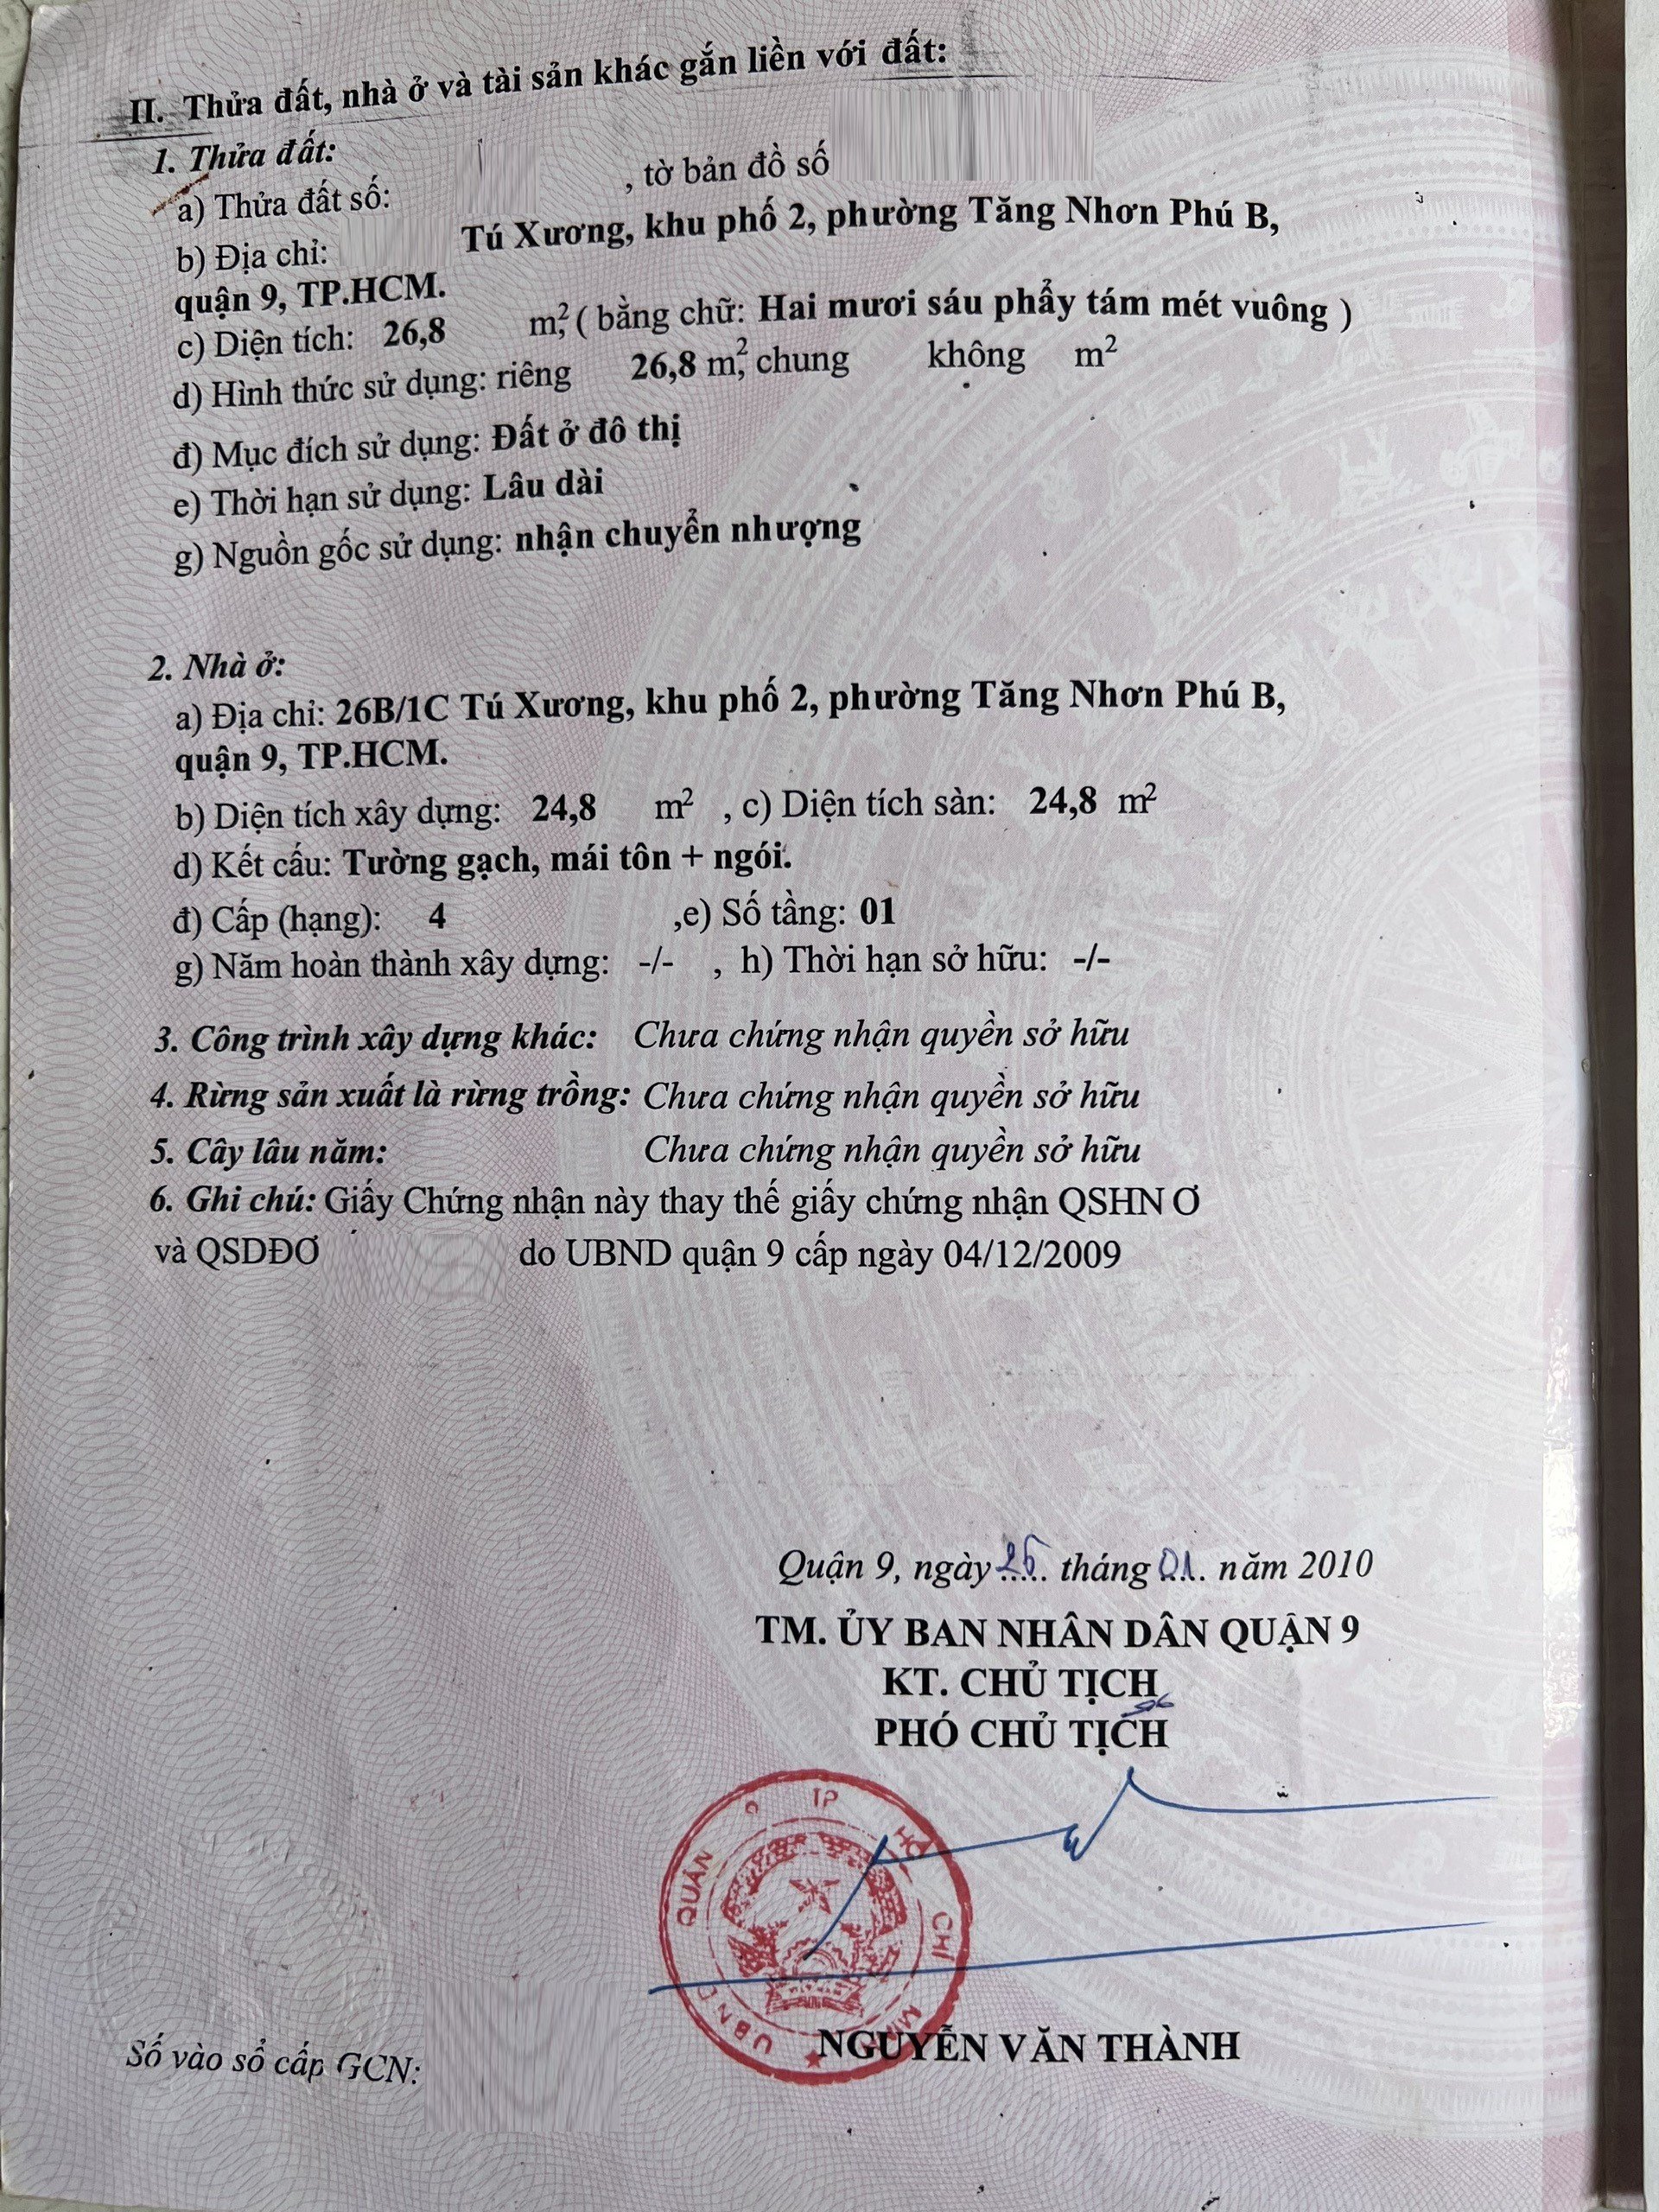 II. Thửa đất, nhà ở và tài sản khác gắn liền với đất:
1. Thửa đất:
a) Thửa đất số: , tờ bản đồ số
b) Địa chỉ: Tú Xương, khu phố 2, phường Tăng Nhơn Phú B,
quận 9, TP.HCM.
c) Diện tích: 26,8 m², ( bằng chữ: Hai mươi sáu phẩy tám mét vuông )
d) Hình thức sử dụng: riêng 26,8 m², chung không m²
đ) Mục đích sử dụng: Đất ở đô thị
e) Thời hạn sử dụng: Lâu dài
g) Nguồn gốc sử dụng: nhận chuyển nhượng
2. Nhà ở:
a) Địa chỉ: 26B/1C Tú Xương, khu phố 2, phường Tăng Nhơn Phú B,
quận 9, TP.HCM.
b) Diện tích xây dựng: 24,8 m² , c) Diện tích sàn: 24,8 m²
d) Kết cấu: Tường gạch, mái tôn + ngói.
đ) Cấp (hạng): 4 ,e) Số tầng: 01
g) Năm hoàn thành xây dựng: -/- , h) Thời hạn sở hữu: -/-
3. Công trình xây dựng khác: Chưa chứng nhận quyền sở hữu
4. Rừng sản xuất là rừng trồng: Chưa chứng nhận quyền sở hữu
5. Cây lâu năm: Chưa chứng nhận quyền sở hữu
6. Ghi chú: Giấy Chứng nhận này thay thế giấy chứng nhận QSHN Ơ
và QSDĐƠ do UBND quận 9 cấp ngày 04/12/2009
Quận 9, ngày 25 tháng 01 năm 2010
TM. ỦY BAN NHÂN DÂN QUẬN 9
KT. CHỦ TỊCH
PHÓ CHỦ TỊCH
UBND QUẬN 9 TP HỒ CHÍ MINH
NGUYỄN VĂN THÀNH
Số vào sổ cấp GCN: